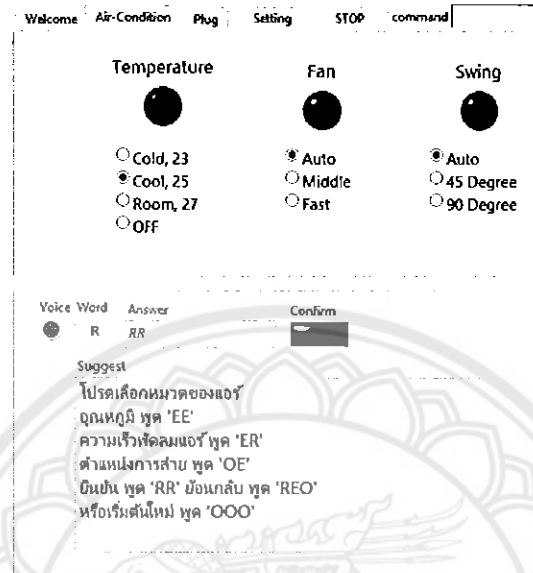 Welcome Air-Condition Plug Setting STOP command
Temperature Fan Swing
Cold, 23 Auto Auto
Cool, 25 Middle 45 Degree
Room, 27 Fast 90 Degree
OFF
Voice Word Answer Confirm
R RR
Suggest
โปรดเลือกหมวดของแอร์
อุณหภูมิ พูด 'EE'
ความเร็วพัดลมแอร์ พูด 'ER'
ตำแหน่งการส่าย พูด 'OE'
ยืนยัน พูด 'RR' ย้อนกลับ พูด 'REO'
หรือเริ่มต้นใหม่ พูด 'OOO'